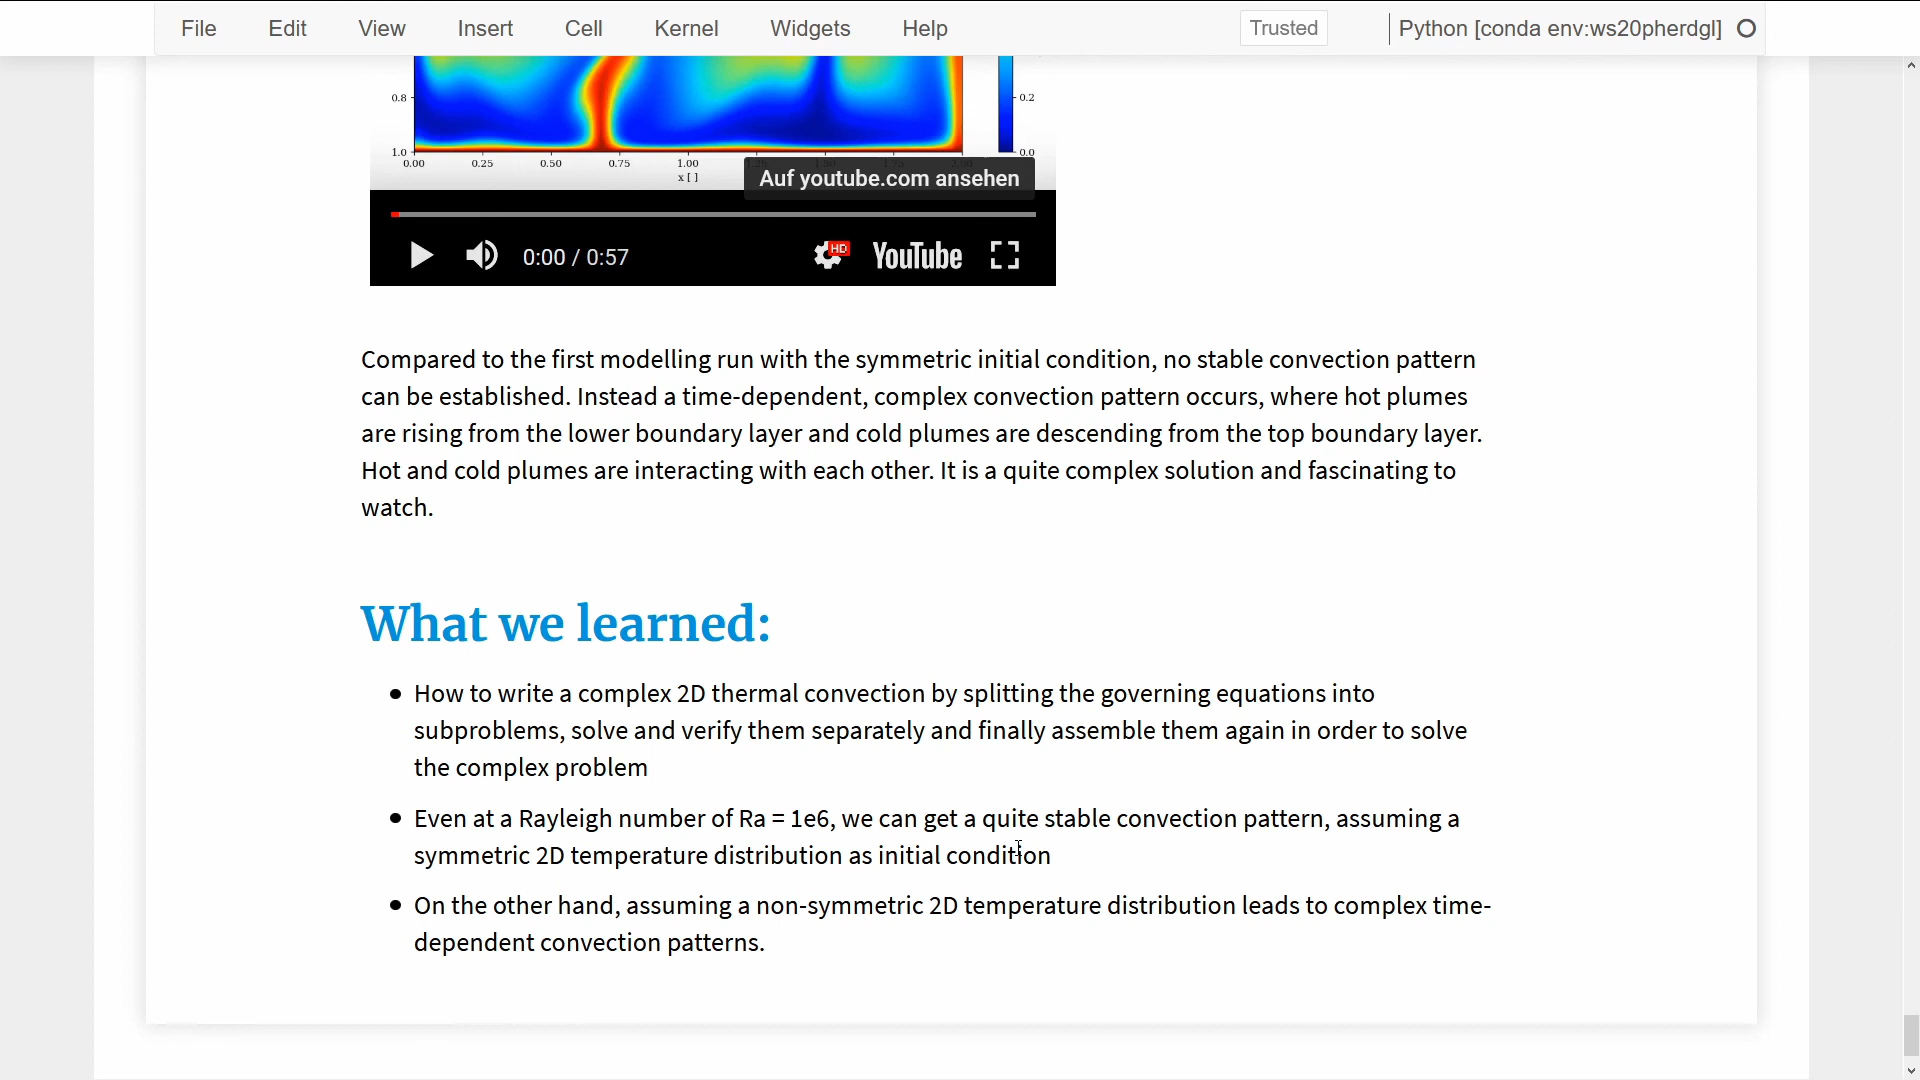 File Edit View Insert Cell Kernel Widgets Help Trusted Python [conda env:ws20pherdgl]
0.8
0.2
1.0
0.0
0.00 0.25 0.50 0.75 1.00
x [ ]
Auf youtube.com ansehen
0:00 / 0:57 HD YouTube
Compared to the first modelling run with the symmetric initial condition, no stable convection pattern
can be established. Instead a time-dependent, complex convection pattern occurs, where hot plumes
are rising from the lower boundary layer and cold plumes are descending from the top boundary layer.
Hot and cold plumes are interacting with each other. It is a quite complex solution and fascinating to
watch.
What we learned:
How to write a complex 2D thermal convection by splitting the governing equations into
subproblems, solve and verify them separately and finally assemble them again in order to solve
the complex problem
Even at a Rayleigh number of Ra = 1e6, we can get a quite stable convection pattern, assuming a
symmetric 2D temperature distribution as initial condition
On the other hand, assuming a non-symmetric 2D temperature distribution leads to complex time-
dependent convection patterns.